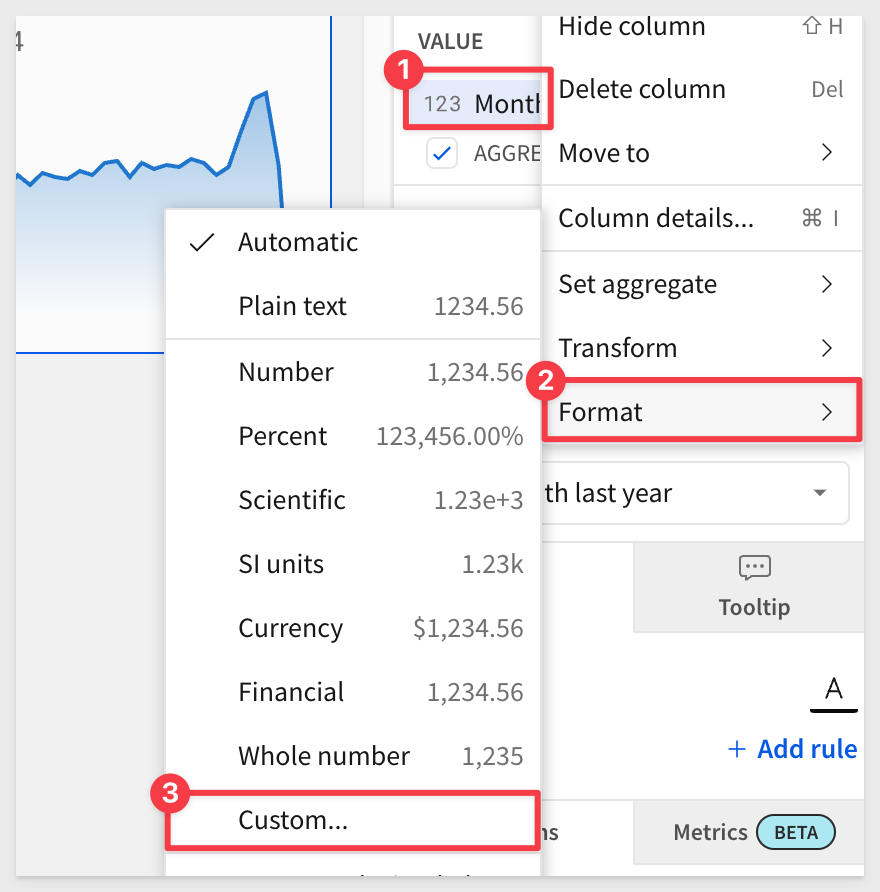 4
VALUE
1
123 Month
AGGRE
Hide column ⇧ H
Delete column Del
Move to
Column details... ⌘ I
Set aggregate
Transform
2
Format
Automatic
Plain text 1234.56
Number 1,234.56
Percent 123,456.00%
Scientific 1.23e+3
SI units 1.23k
Currency $1,234.56
Financial 1,234.56
Whole number 1,235
3
Custom...
th last year
Tooltip
A
+ Add rule
ns
Metrics BETA